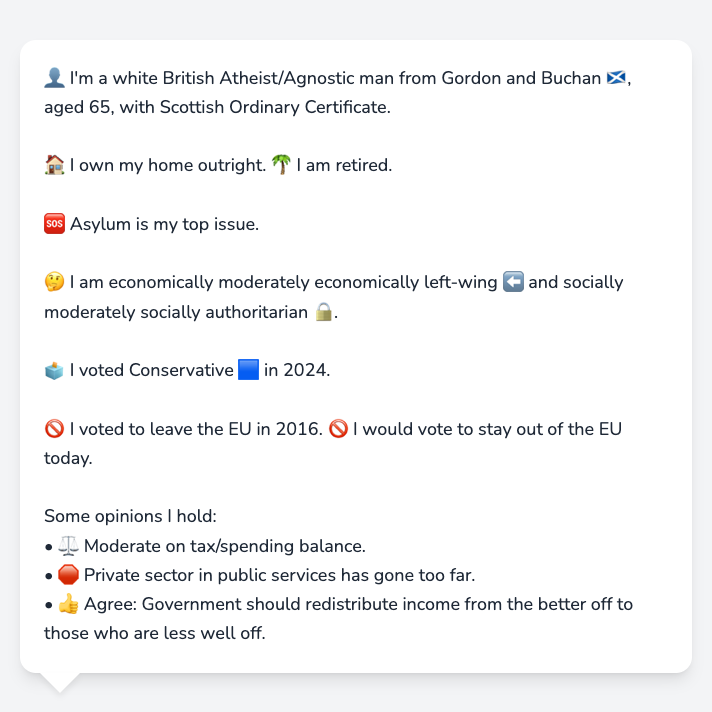 👤 I'm a white British Atheist/Agnostic man from Gordon and Buchan 🏴󠁧󠁢󠁳󠁣󠁴󠁿,
aged 65, with Scottish Ordinary Certificate.
🏠 I own my home outright. 🌴 I am retired.
🆘 Asylum is my top issue.
🤔 I am economically moderately economically left-wing ⬅️ and socially
moderately socially authoritarian 🔒.
🗳️ I voted Conservative 🟦 in 2024.
🚫 I voted to leave the EU in 2016. 🚫 I would vote to stay out of the EU
today.
Some opinions I hold:
• ⚖️ Moderate on tax/spending balance.
• 🛑 Private sector in public services has gone too far.
• 👍 Agree: Government should redistribute income from the better off to
those who are less well off.